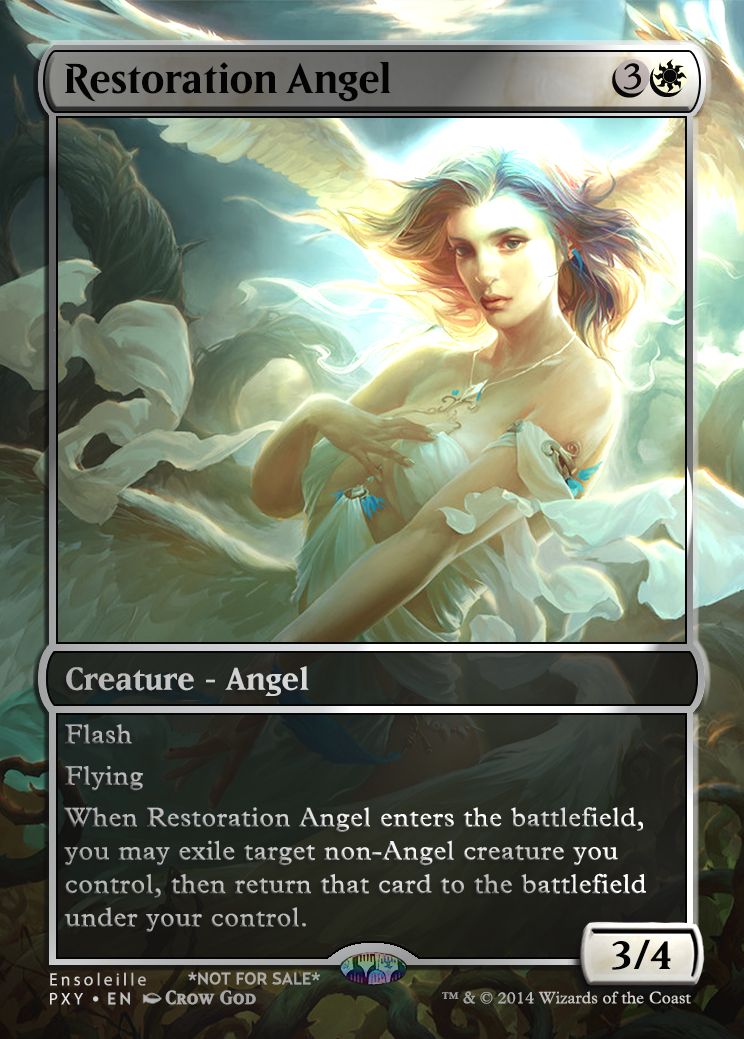 Restoration Angel 3
Creature - Angel
Flash
Flying
When Restoration Angel enters the battlefield,
you may exile target non-Angel creature you
control, then return that card to the battlefield
under your control.
3/4
Ensoleille *NOT FOR SALE*
PXY • EN Crow God ™ & © 2014 Wizards of the Coast